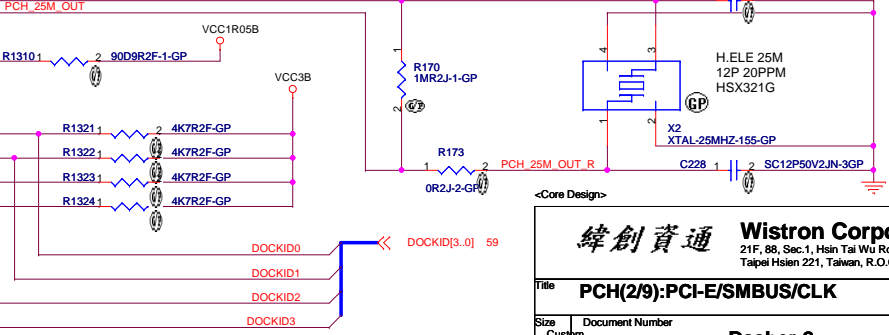 PCH_25M_OUT
VCC1R05B
R1310 1 2 90D9R2F-1-GP
VCC3B
1
R170
1MR2J-1-GP
2
4 3
H.ELE 25M
12P 20PPM
HSX321G
GP
1 2
X2
XTAL-25MHZ-155-GP
R1321 1 2 4K7R2F-GP
R1322 1 2 4K7R2F-GP
R1323 1 2 4K7R2F-GP
R1324 1 2 4K7R2F-GP
R173
1 2
0R2J-2-GP
PCH_25M_OUT_R
C228 1 2 SC12P50V2JN-3GP
DOCKID0
DOCKID1
DOCKID2
DOCKID3
DOCKID[3..0] 59
<Core Design>
緯創資通
Wistron Corp
21F, 88, Sec.1, Hsin Tai Wu
Taipei Hsien 221, Taiwan, R.O.
Title
PCH(2/9):PCI-E/SMBUS/CLK
Size
Document Number